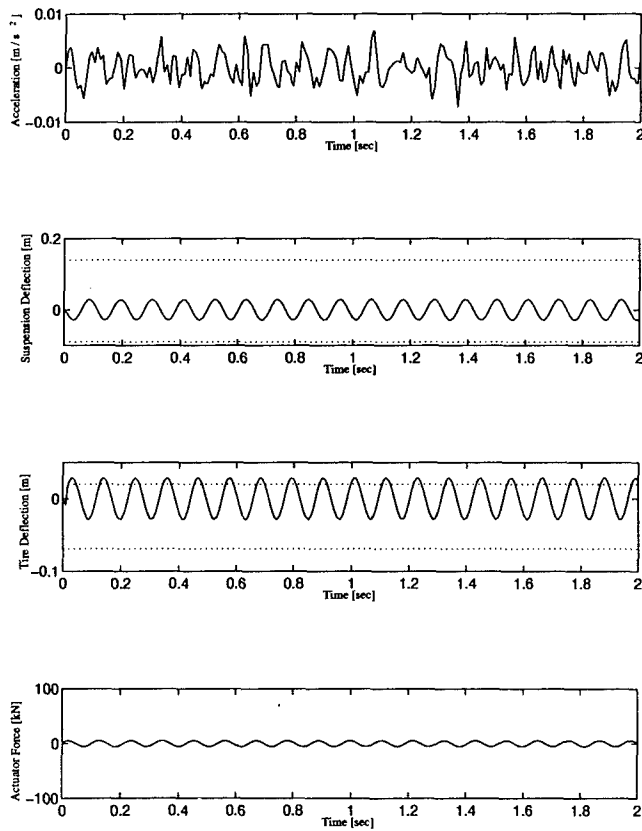 Acceleration [m / s ² ]
0.01
0
−0.01
0 0.2 0.4 0.6 0.8 1 1.2 1.4 1.6 1.8 2
Time [sec]
Suspension Deflection [m]
0.2
0
0 0.2 0.4 0.6 0.8 1 1.2 1.4 1.6 1.8 2
Time [sec]
Tire Deflection [m]
0
−0.1
0 0.2 0.4 0.6 0.8 1 1.2 1.4 1.6 1.8 2
Time [sec]
Actuator Force [kN]
100
0
−100
0 0.2 0.4 0.6 0.8 1 1.2 1.4 1.6 1.8 2
Time [sec]